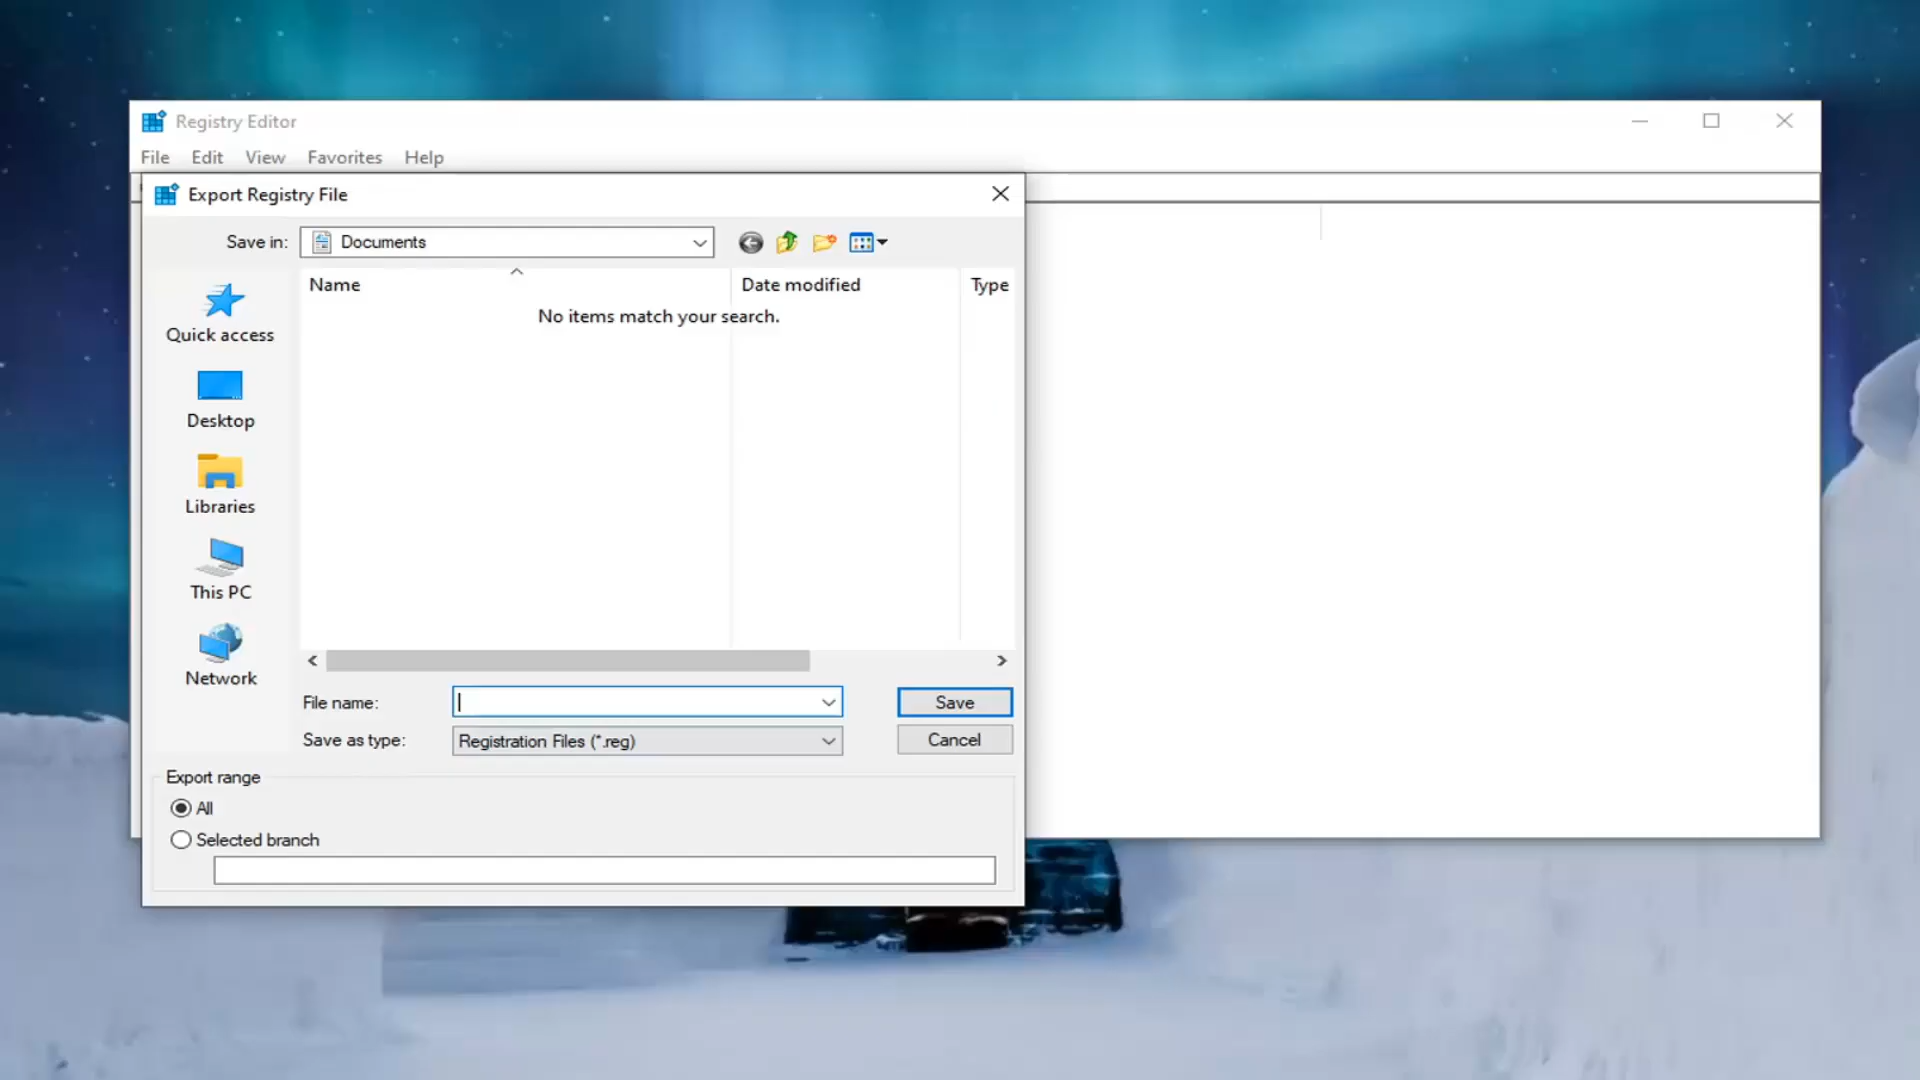 Registry Editor
File Edit View Favorites Help
Export Registry File
Save in: Documents
Name Date modified Type
No items match your search.
Quick access
Desktop
Libraries
This PC
Network
File name: Save
Save as type: Registration Files (*.reg) Cancel
Export range
All
Selected branch